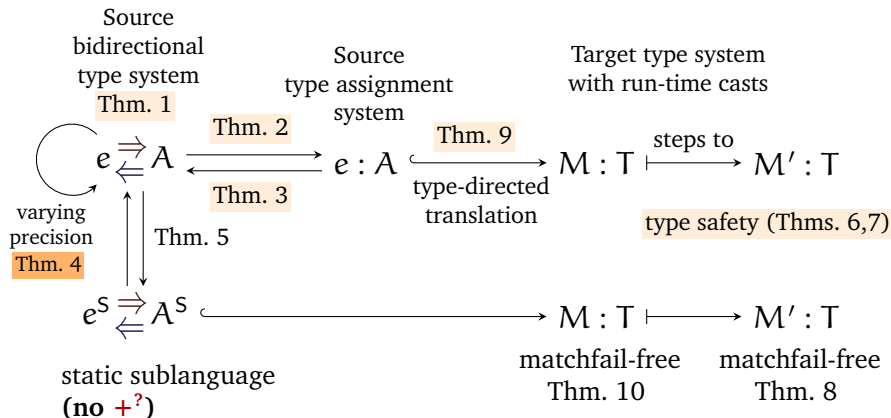 Source
bidirectional
type system
Thm. 1
Source
type assignment
system
Target type system
with run-time casts
e ⇒ ⇐ A
Thm. 2
Thm. 3
e : A
Thm. 9
type-directed
translation
M : T
steps to
M′ : T
varying
precision
Thm. 4
Thm. 5
type safety (Thms. 6,7)
eˢ ⇒ ⇐ Aˢ
M : T
M′ : T
static sublanguage
(no +?)
matchfail-free
Thm. 10
matchfail-free
Thm. 8